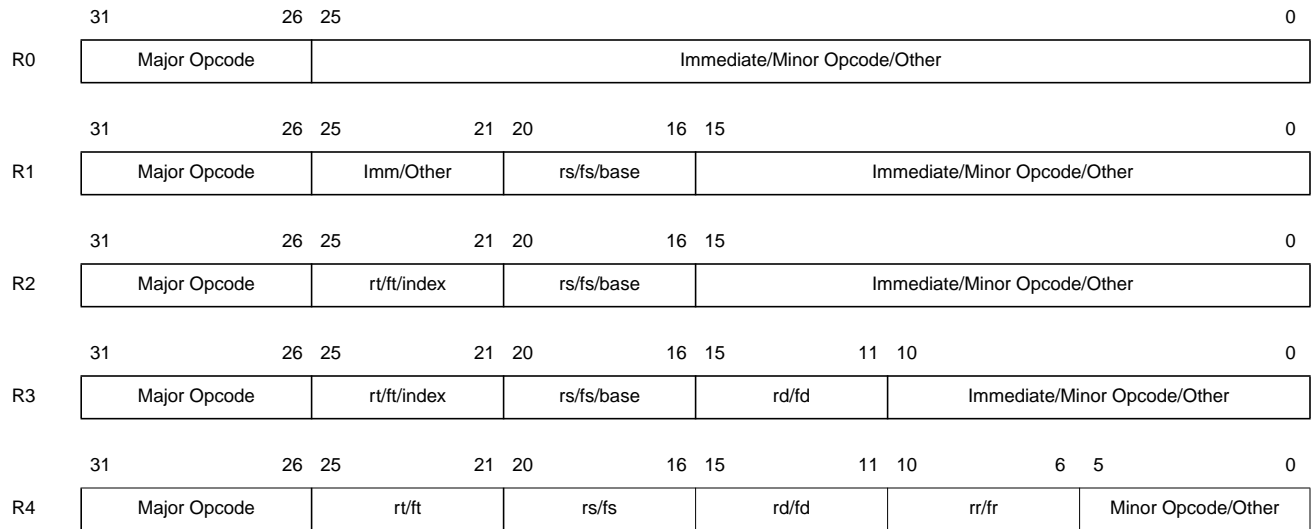 31 26 25 0
R0 Major Opcode Immediate/Minor Opcode/Other
31 26 25 21 20 16 15 0
R1 Major Opcode Imm/Other rs/fs/base Immediate/Minor Opcode/Other
31 26 25 21 20 16 15 0
R2 Major Opcode rt/ft/index rs/fs/base Immediate/Minor Opcode/Other
31 26 25 21 20 16 15 11 10 0
R3 Major Opcode rt/ft/index rs/fs/base rd/fd Immediate/Minor Opcode/Other
31 26 25 21 20 16 15 11 10 6 5 0
R4 Major Opcode rt/ft rs/fs rd/fd rr/fr Minor Opcode/Other